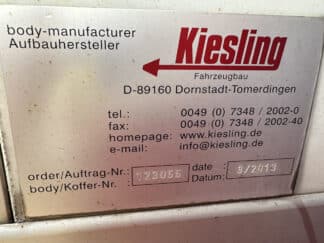 body-manufacturer
Aufbauhersteller
Kiesling
Fahrzeugbau
D-89160 Dornstadt-Tomerdingen
tel.: 0049 (0) 7348 / 2002-0
fax: 0049 (0) 7348 / 2002-40
homepage: www.kiesling.de
e-mail: info@kiesling.de
order/Auftrag-Nr.: date :
body/Koffer-Nr. : Datum: /2013